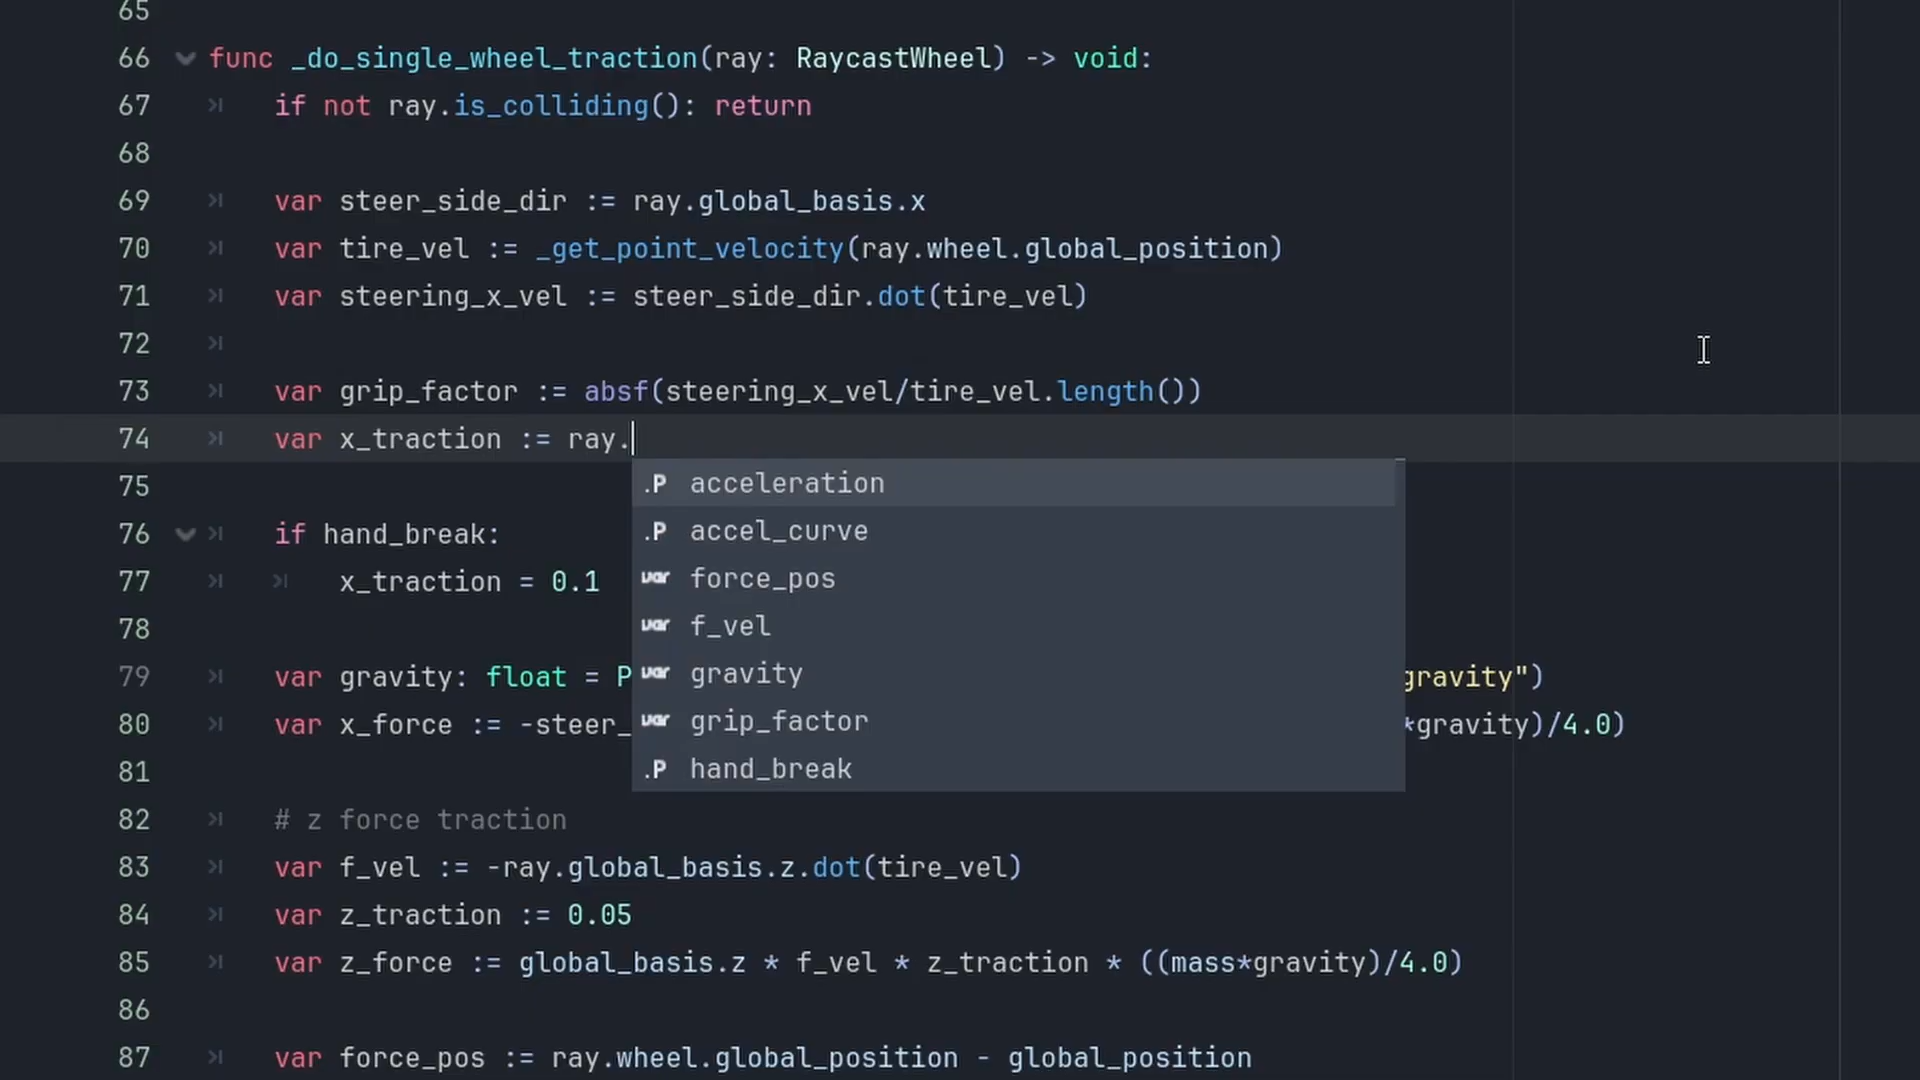 65
66 func _do_single_wheel_traction(ray: RaycastWheel) -> void:
67 if not ray.is_colliding(): return
68
69 var steer_side_dir := ray.global_basis.x
70 var tire_vel := _get_point_velocity(ray.wheel.global_position)
71 var steering_x_vel := steer_side_dir.dot(tire_vel)
72
73 var grip_factor := absf(steering_x_vel/tire_vel.length())
74 var x_traction := ray.
.P acceleration
.P accel_curve
var force_pos
var f_vel
var gravity
var grip_factor
.P hand_break
75
76 if hand_break:
77 x_traction = 0.1
78
79 var gravity: float = P gravity")
80 var x_force := -steer_ *gravity)/4.0)
81
82 # z force traction
83 var f_vel := -ray.global_basis.z.dot(tire_vel)
84 var z_traction := 0.05
85 var z_force := global_basis.z * f_vel * z_traction * ((mass*gravity)/4.0)
86
87 var force_pos := ray.wheel.global_position - global_position